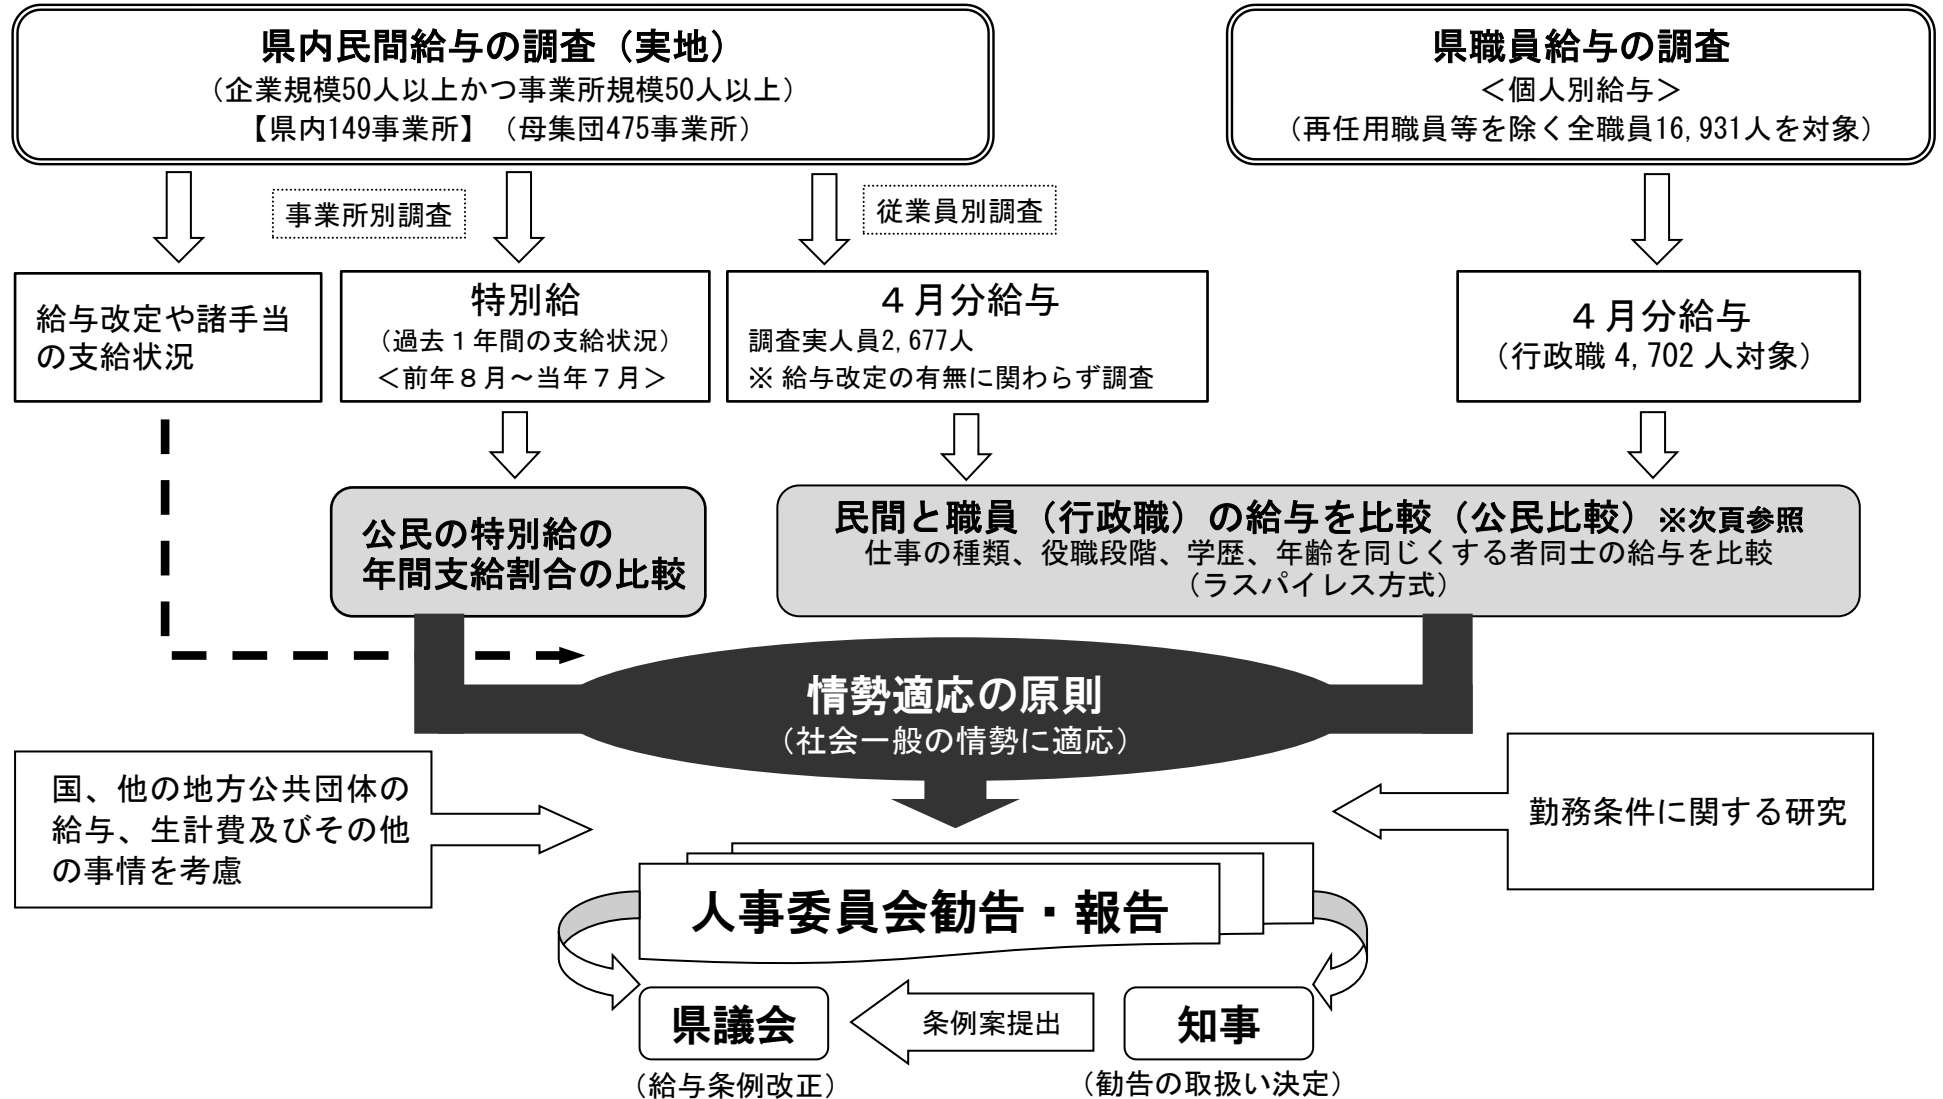 県内民間給与の調査（実地）
（企業規模50人以上かつ事業所規模50人以上）
【県内149事業所】（母集団475事業所）
県職員給与の調査
＜個人別給与＞
（再任用職員等を除く全職員16,931人を対象）
事業所別調査
従業員別調査
給与改定や諸手当
の支給状況
特別給
（過去１年間の支給状況）
＜前年８月～当年７月＞
４月分給与
調査実人員2,677人
※ 給与改定の有無に関わらず調査
４月分給与
（行政職 4,702 人対象）
公民の特別給の
年間支給割合の比較
民間と職員（行政職）の給与を比較（公民比較）※次頁参照
仕事の種類、役職段階、学歴、年齢を同じくする者同士の給与を比較
（ラスパイレス方式）
情勢適応の原則
（社会一般の情勢に適応）
国、他の地方公共団体の
給与、生計費及びその他
の事情を考慮
勤務条件に関する研究
人事委員会勧告・報告
県議会
条例案提出
知事
（給与条例改正）
（勧告の取扱い決定）